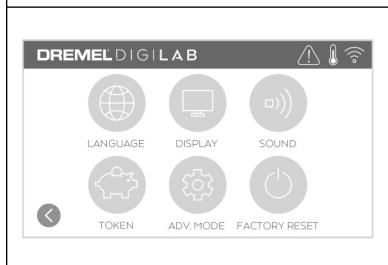 DREMEL DIGILAB
LANGUAGE DISPLAY SOUND
TOKEN ADV. MODE FACTORY RESET